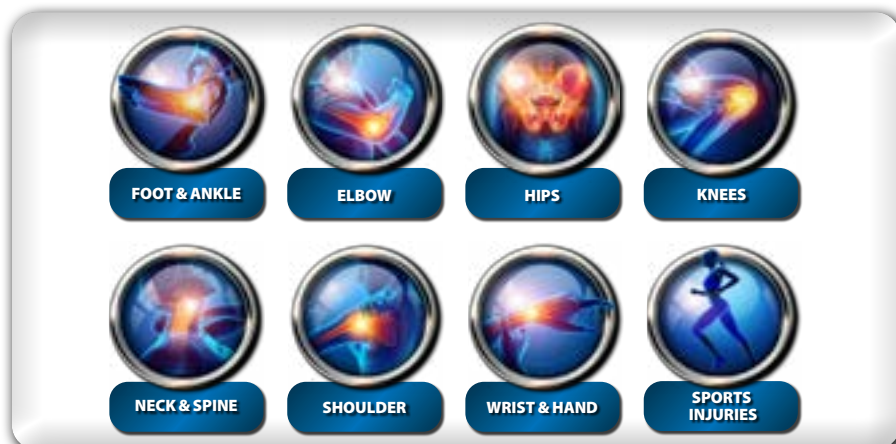 FOOT & ANKLE
ELBOW
HIPS
KNEES
NECK & SPINE
SHOULDER
WRIST & HAND
SPORTS
INJURIES